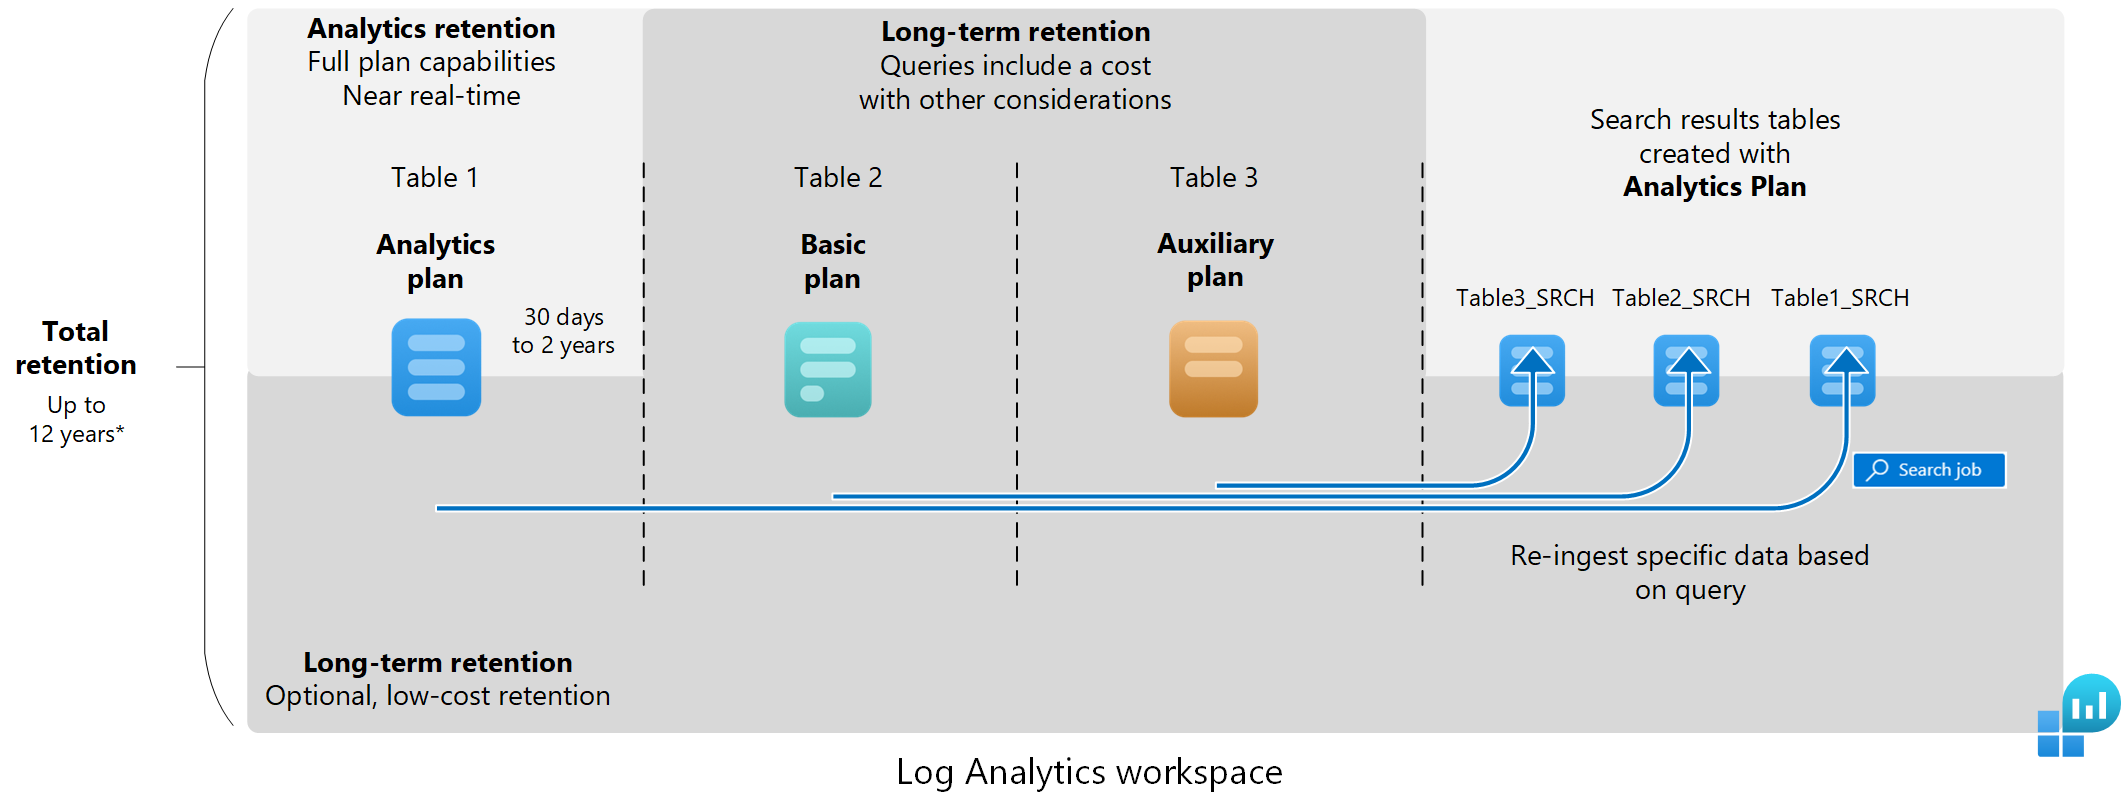 Total
retention
Up to
12 years*
Analytics retention
Full plan capabilities
Near real-time
Table 1
Analytics
plan
30 days
to 2 years
Long-term retention
Queries include a cost
with other considerations
Table 2
Basic
plan
Table 3
Auxiliary
plan
Search results tables
created with
Analytics Plan
Table3_SRCH
Table2_SRCH
Table1_SRCH
Search job
Re-ingest specific data based
on query
Long-term retention
Optional, low-cost retention
Log Analytics workspace